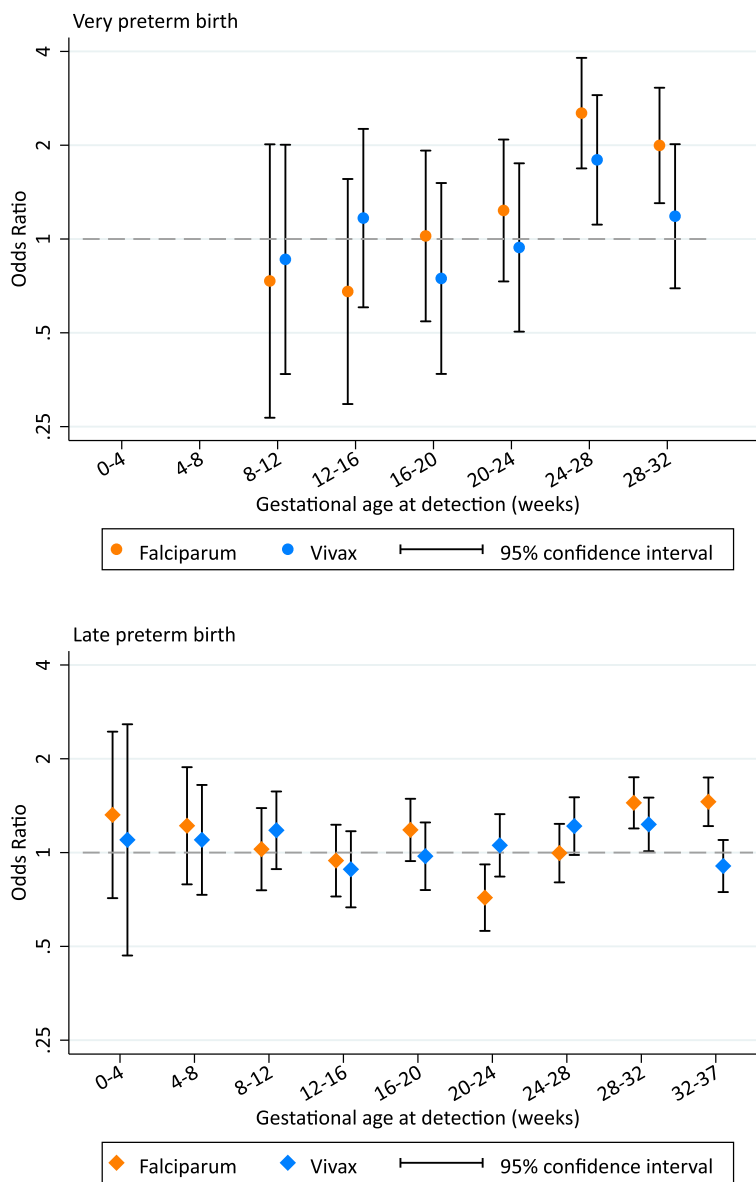 Very preterm birth
4
2
1
.5
.25
Odds Ratio
0-4 4-8 8-12 12-16 16-20 20-24 24-28 28-32
Gestational age at detection (weeks)
Falciparum Vivax 95% confidence interval
Late preterm birth
4
2
1
.5
.25
Odds Ratio
0-4 4-8 8-12 12-16 16-20 20-24 24-28 28-32 32-37
Gestational age at detection (weeks)
Falciparum Vivax 95% confidence interval